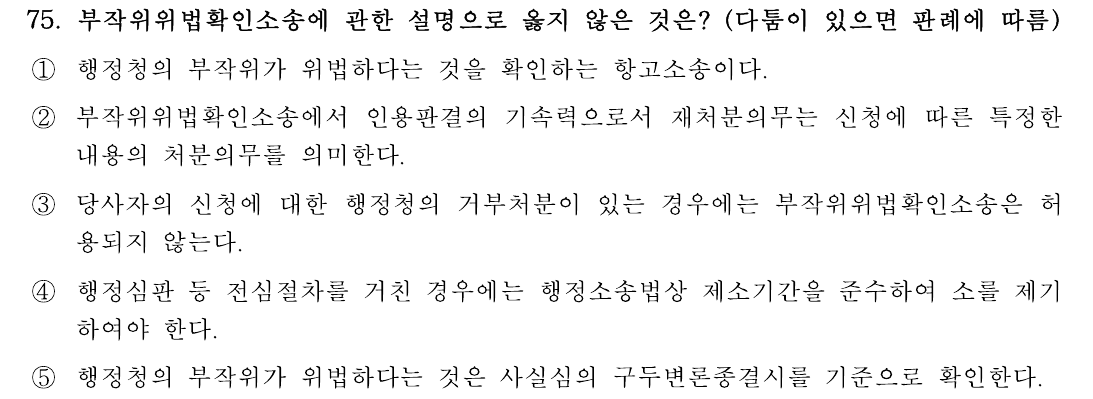 75. 부작위위법확인소송에 관한 설명으로 옳지 않은 것은? (다툼이 있으면 판례에 따름)
① 행정청의 부작위가 위법하다는 것을 확인하는 항고소송이다.
② 부작위위법확인소송에서 인용판결의 기속력으로서 재처분의무는 신청에 따른 특정한
내용의 처분의무를 의미한다.
③ 당사자의 신청에 대한 행정청의 거부처분이 있는 경우에는 부작위위법확인소송은 허
용되지 않는다.
④ 행정심판 등 전심절차를 거친 경우에는 행정소송법상 제소기간을 준수하여 소를 제기
하여야 한다.
⑤ 행정청의 부작위가 위법하다는 것은 사실심의 구두변론종결시를 기준으로 확인한다.